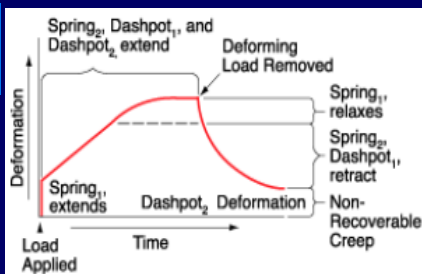 Spring₂, Dashpot₁, and
Dashpot₂, extend
Deforming
Load Removed
Spring₁,
relaxes
Spring₂,
Dashpot₁,
retract
Non-
Recoverable
Creep
Deformation
Spring₁,
extends
Dashpot₂ Deformation
Time
Load
Applied